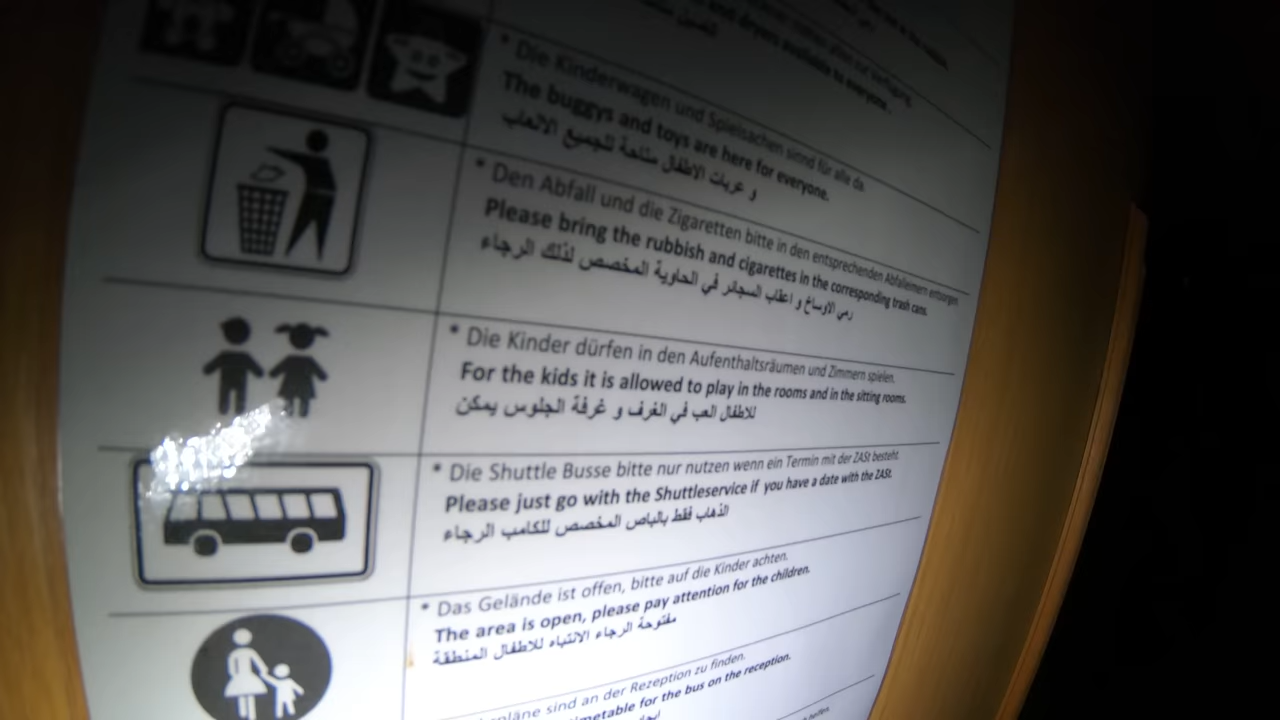 and dryers available to everyone.
* Die Kinderwagen und Spielsachen sinnd für alle da.
The buggys and toys are here for everyone.
و عربات الاطفال متاحة للجميع الالعاب
* Den Abfall und die Zigaretten bitte in den entsprechenden Abfalleimern entsorgen
Please bring the rubbish and cigarettes in the corresponding trash cans.
رمي الاوساخ و اعقاب السجائر في الحاوية المخصص لذلك الرجاء
* Die Kinder dürfen in den Aufenthaltsräumen und Zimmern spielen.
For the kids it is allowed to play in the rooms and in the sitting rooms.
للاطفال العب في الغرف و غرفة الجلوس يمكن
* Die Shuttle Busse bitte nur nutzen wenn ein Termin mit der ZASt besteht.
Please just go with the Shuttleservice if you have a date with the ZASt.
الذهاب فقط بالباص المخصص للكامب الرجاء
* Das Gelände ist offen, bitte auf die Kinder achten.
The area is open, please pay attention for the children.
مفتوحة الرجاء الانتباه للاطفال المنطقة
sind an der Rezeption zu finden.
for the bus on the reception.